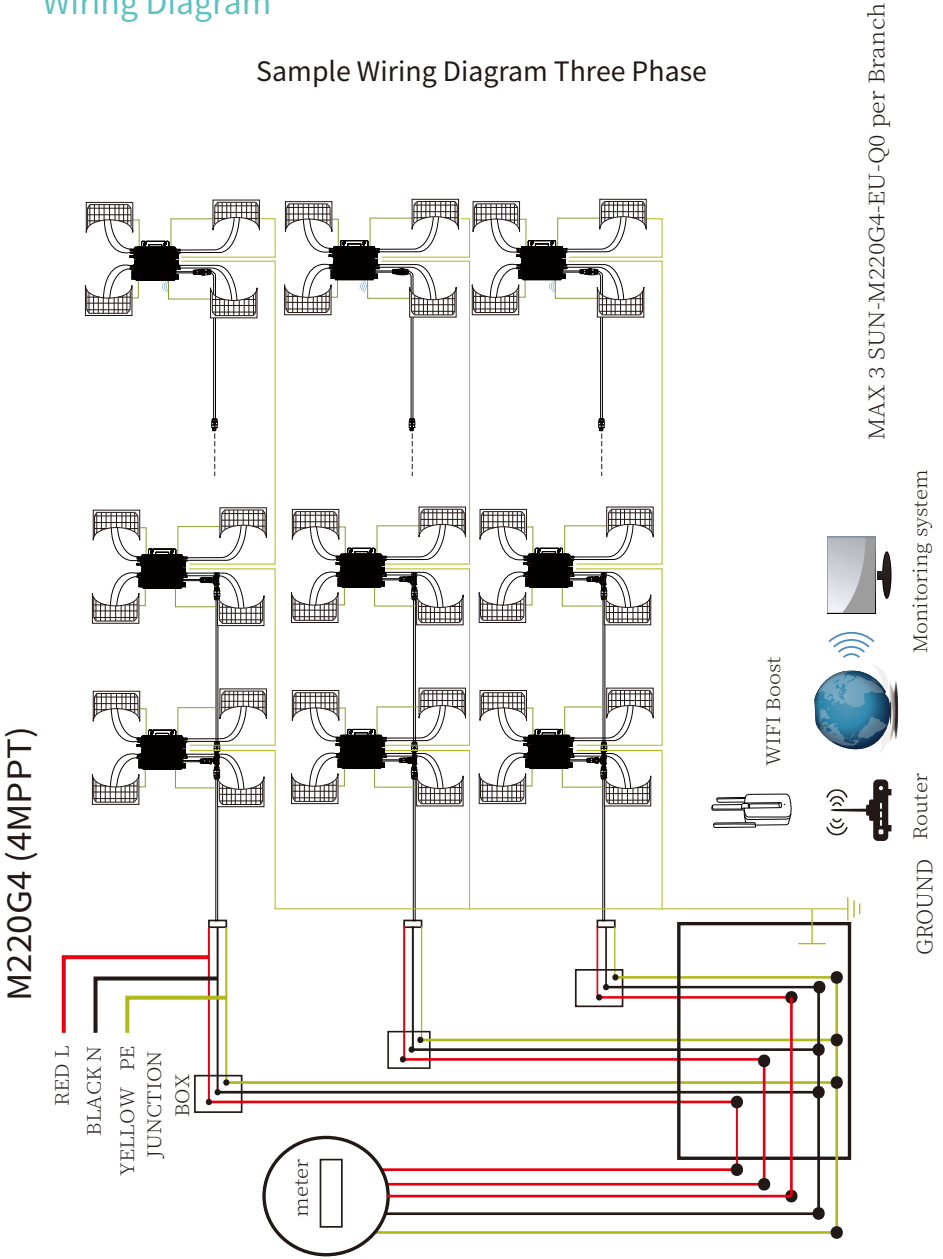 Wiring Diagram
Sample Wiring Diagram Three Phase
M220G4 (4MPPT)
MAX 3 SUN-M220G4-EU-Q0 per Branch
RED L
BLACK N
YELLOW PE
JUNCTION
BOX
meter
WIFI Boost
Monitoring system
Router
GROUND